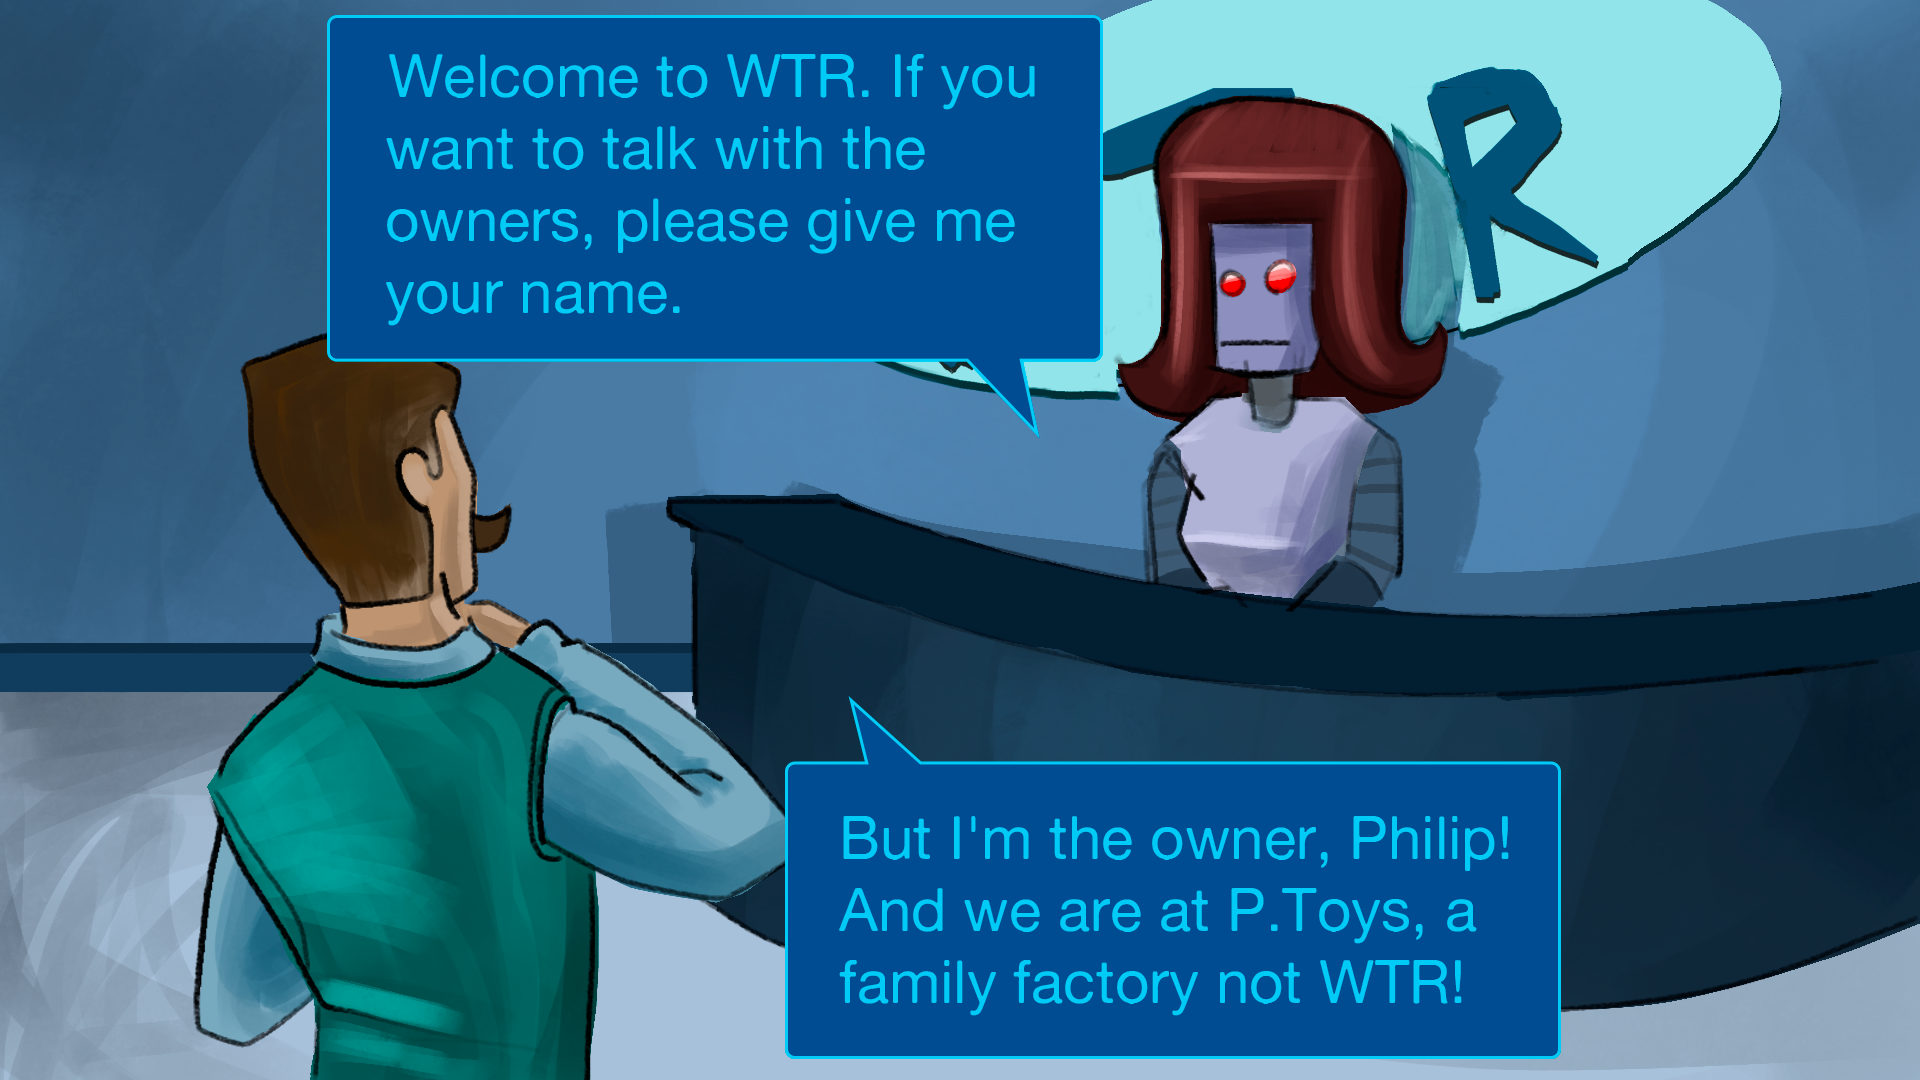 Welcome to WTR. If you
want to talk with the
owners, please give me
your name.
R
But I'm the owner, Philip!
And we are at P.Toys, a
family factory not WTR!